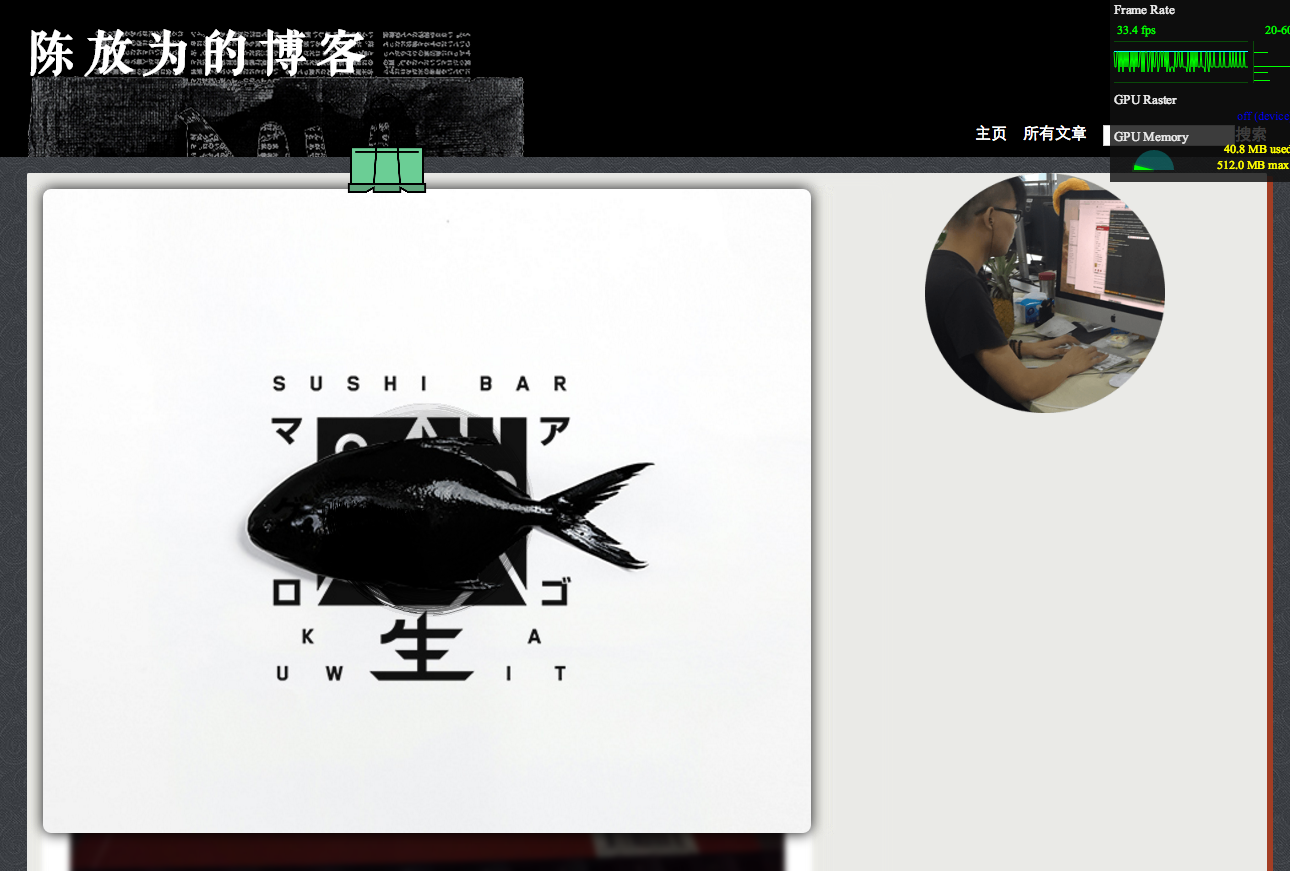 陈放为的博客
Frame Rate
33.4 fps
20-60
GPU Raster
off (device
主页 所有文章
搜索
GPU Memory
40.8 MB used
512.0 MB max
SUSHI BAR
マ ア
ロ ゴ
K 生 A
UW IT